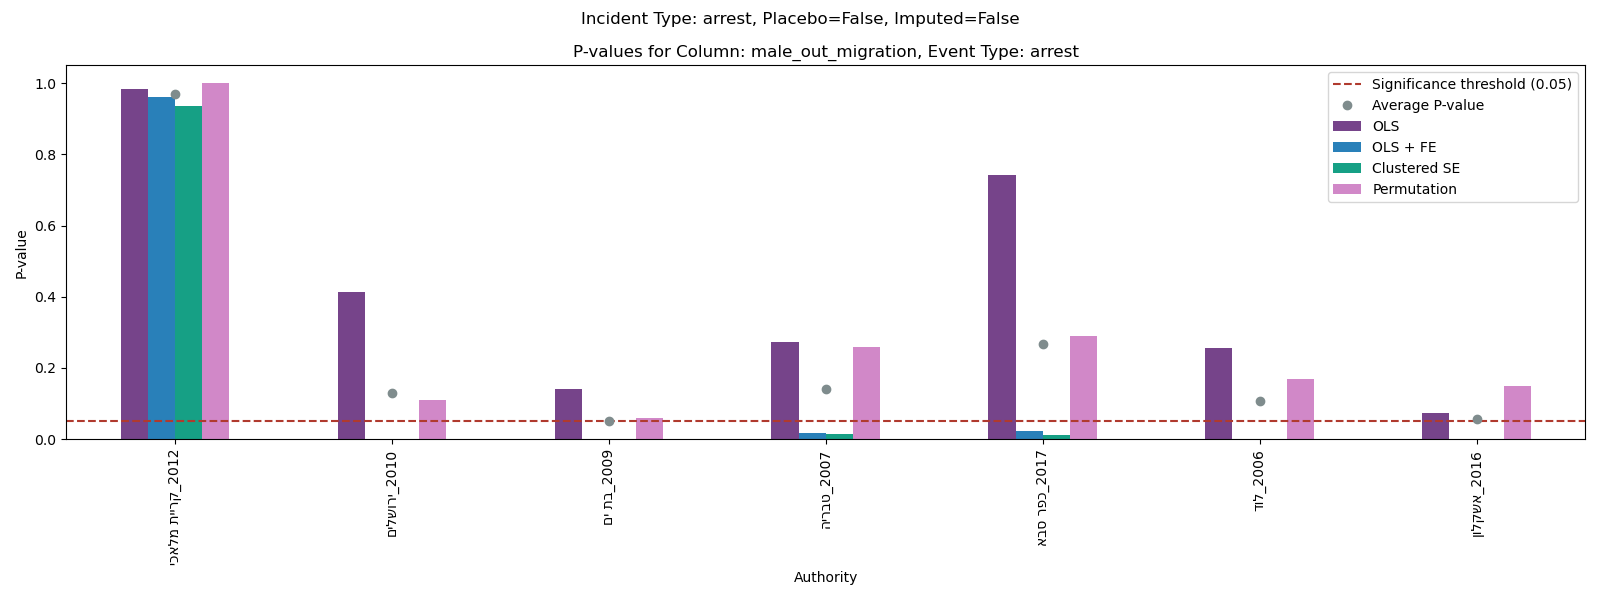 Incident Type: arrest, Placebo=False, Imputed=False
P-values for Column: male_out_migration, Event Type: arrest
Significance threshold (0.05)
Average P-value
OLS
OLS + FE
Clustered SE
Permutation
P-value
1.0
0.8
0.6
0.4
0.2
0.0
קריית מלאכי_2012
ירושלים_2010
בת ים_2009
טבריה_2007
כפר סבא_2017
לוד_2006
אשקלון_2016
Authority